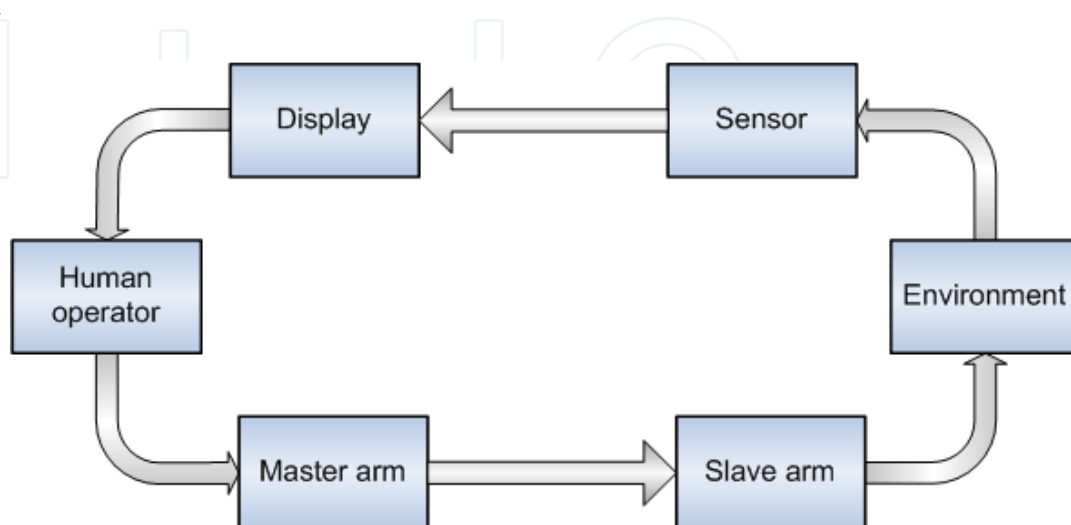 Display
Sensor
Human
operator
Environment
Master arm
Slave arm